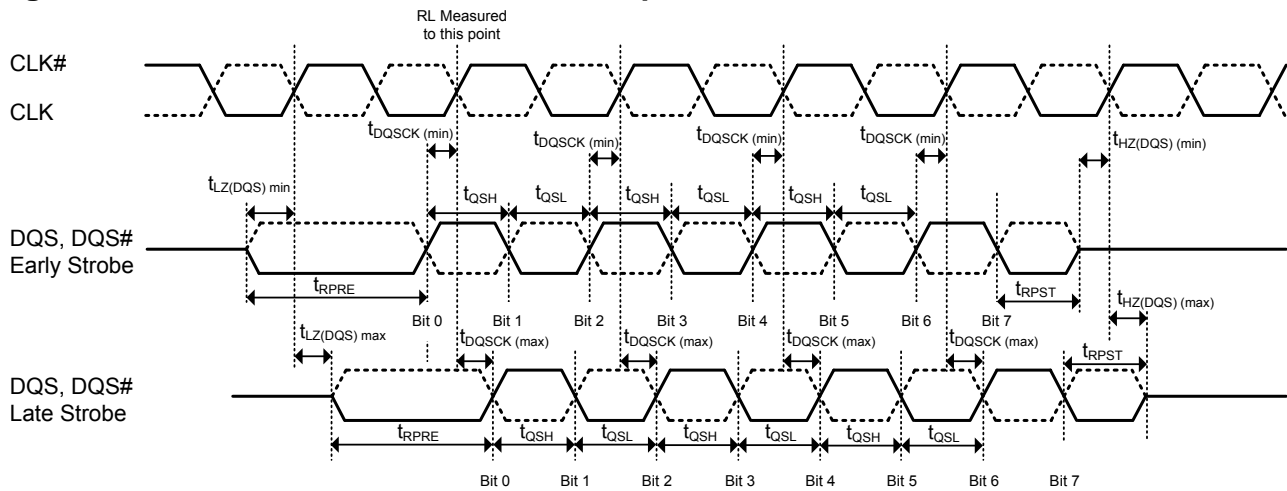 RL Measured
to this point
CLK#
CLK
tDQSCK (min) tDQSCK (min) tDQSCK (min) tDQSCK (min) tHZ(DQS) (min)
tLZ(DQS) min
tQSH tQSL tQSH tQSL tQSH tQSL
DQS, DQS#
Early Strobe
tRPRE tRPST
tHZ(DQS) (max)
Bit 0 Bit 1 Bit 2 Bit 3 Bit 4 Bit 5 Bit 6 Bit 7
tLZ(DQS) max tDQSCK (max) tDQSCK (max) tDQSCK (max) tDQSCK (max) tRPST
DQS, DQS#
Late Strobe
tRPRE tQSH tQSL tQSH tQSL tQSH tQSL
Bit 0 Bit 1 Bit 2 Bit 3 Bit 4 Bit 5 Bit 6 Bit 7